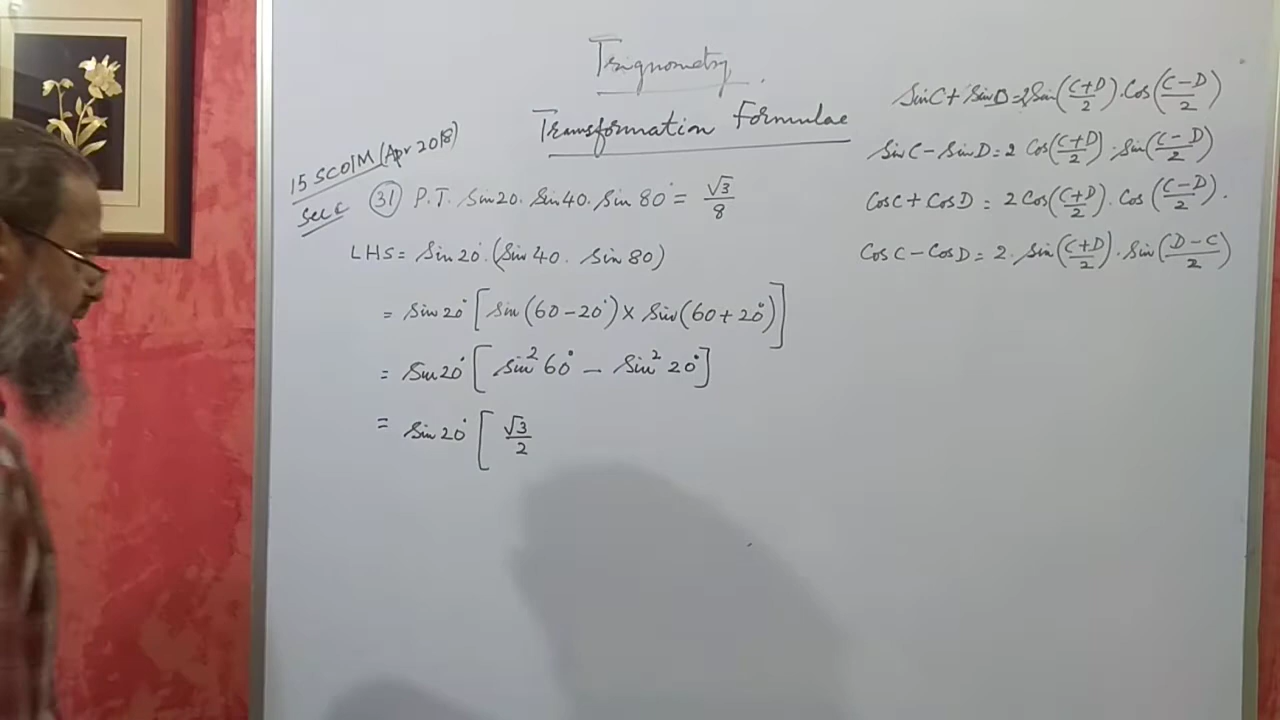 Trignometry
Transformation Formulae
15 SCO1M (Apr 2018)
Sec C
31 P.T. Sin20. Sin40. Sin 80° = √3/8
LHS = Sin 20°. (Sin 40. Sin 80)
= Sin 20° [Sin(60-20°) × Sin(60+20°)]
= Sin 20° [Sin² 60° - Sin² 20°]
= Sin 20° [ √3/2
SinC + SinD = 2Sin(C+D/2). Cos(C-D/2)
SinC - SinD = 2 Cos(C+D/2). Sin(C-D/2)
CosC + CosD = 2 Cos(C+D/2). Cos(C-D/2).
CosC - CosD = 2. Sin(C+D/2). Sin(D-C/2)